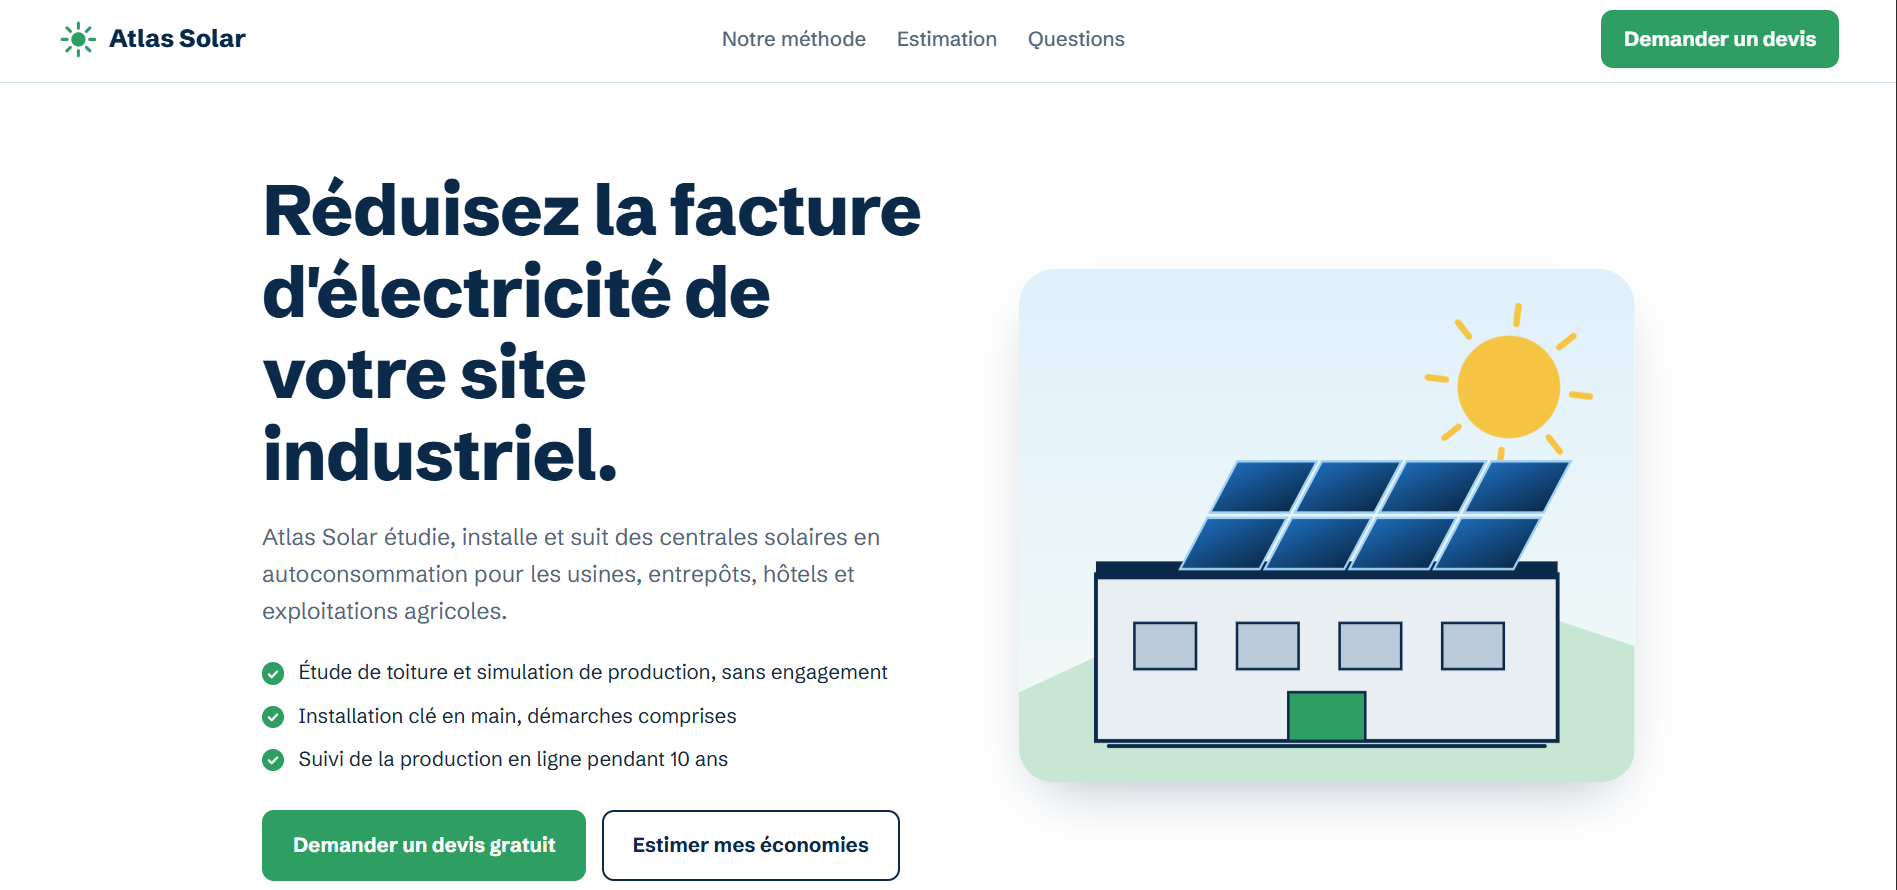 Atlas Solar
Notre méthode
Estimation
Questions
Demander un devis
Réduisez la facture
d'électricité de
votre site
industriel.
Atlas Solar étudie, installe et suit des centrales solaires en
autoconsommation pour les usines, entrepôts, hôtels et
exploitations agricoles.
Étude de toiture et simulation de production, sans engagement
Installation clé en main, démarches comprises
Suivi de la production en ligne pendant 10 ans
Demander un devis gratuit
Estimer mes économies